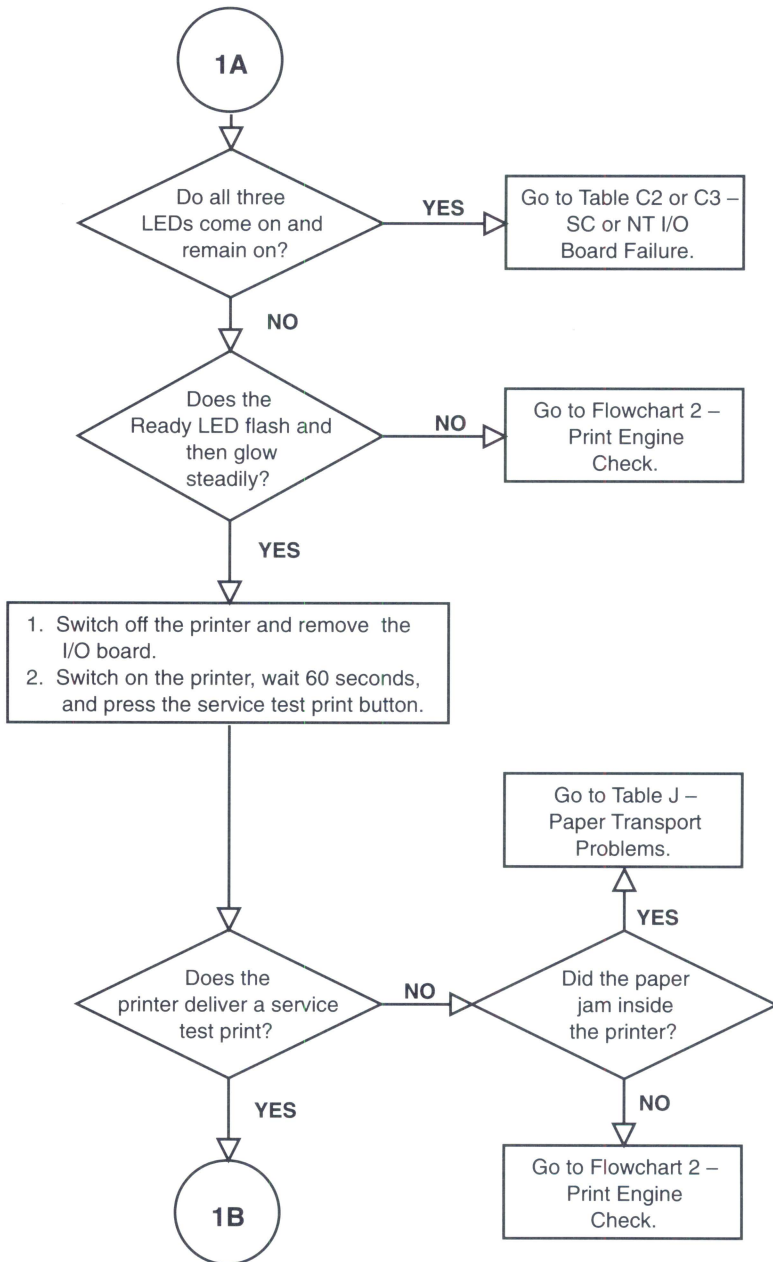 1A
Do all three
LEDs come on and
remain on?
YES
Go to Table C2 or C3 –
SC or NT I/O
Board Failure.
NO
Does the
Ready LED flash and
then glow
steadily?
NO
Go to Flowchart 2 –
Print Engine
Check.
YES
1. Switch off the printer and remove the
I/O board.
2. Switch on the printer, wait 60 seconds,
and press the service test print button.
Go to Table J –
Paper Transport
Problems.
YES
Does the
printer deliver a service
test print?
NO
Did the paper
jam inside
the printer?
YES
NO
1B
Go to Flowchart 2 –
Print Engine
Check.